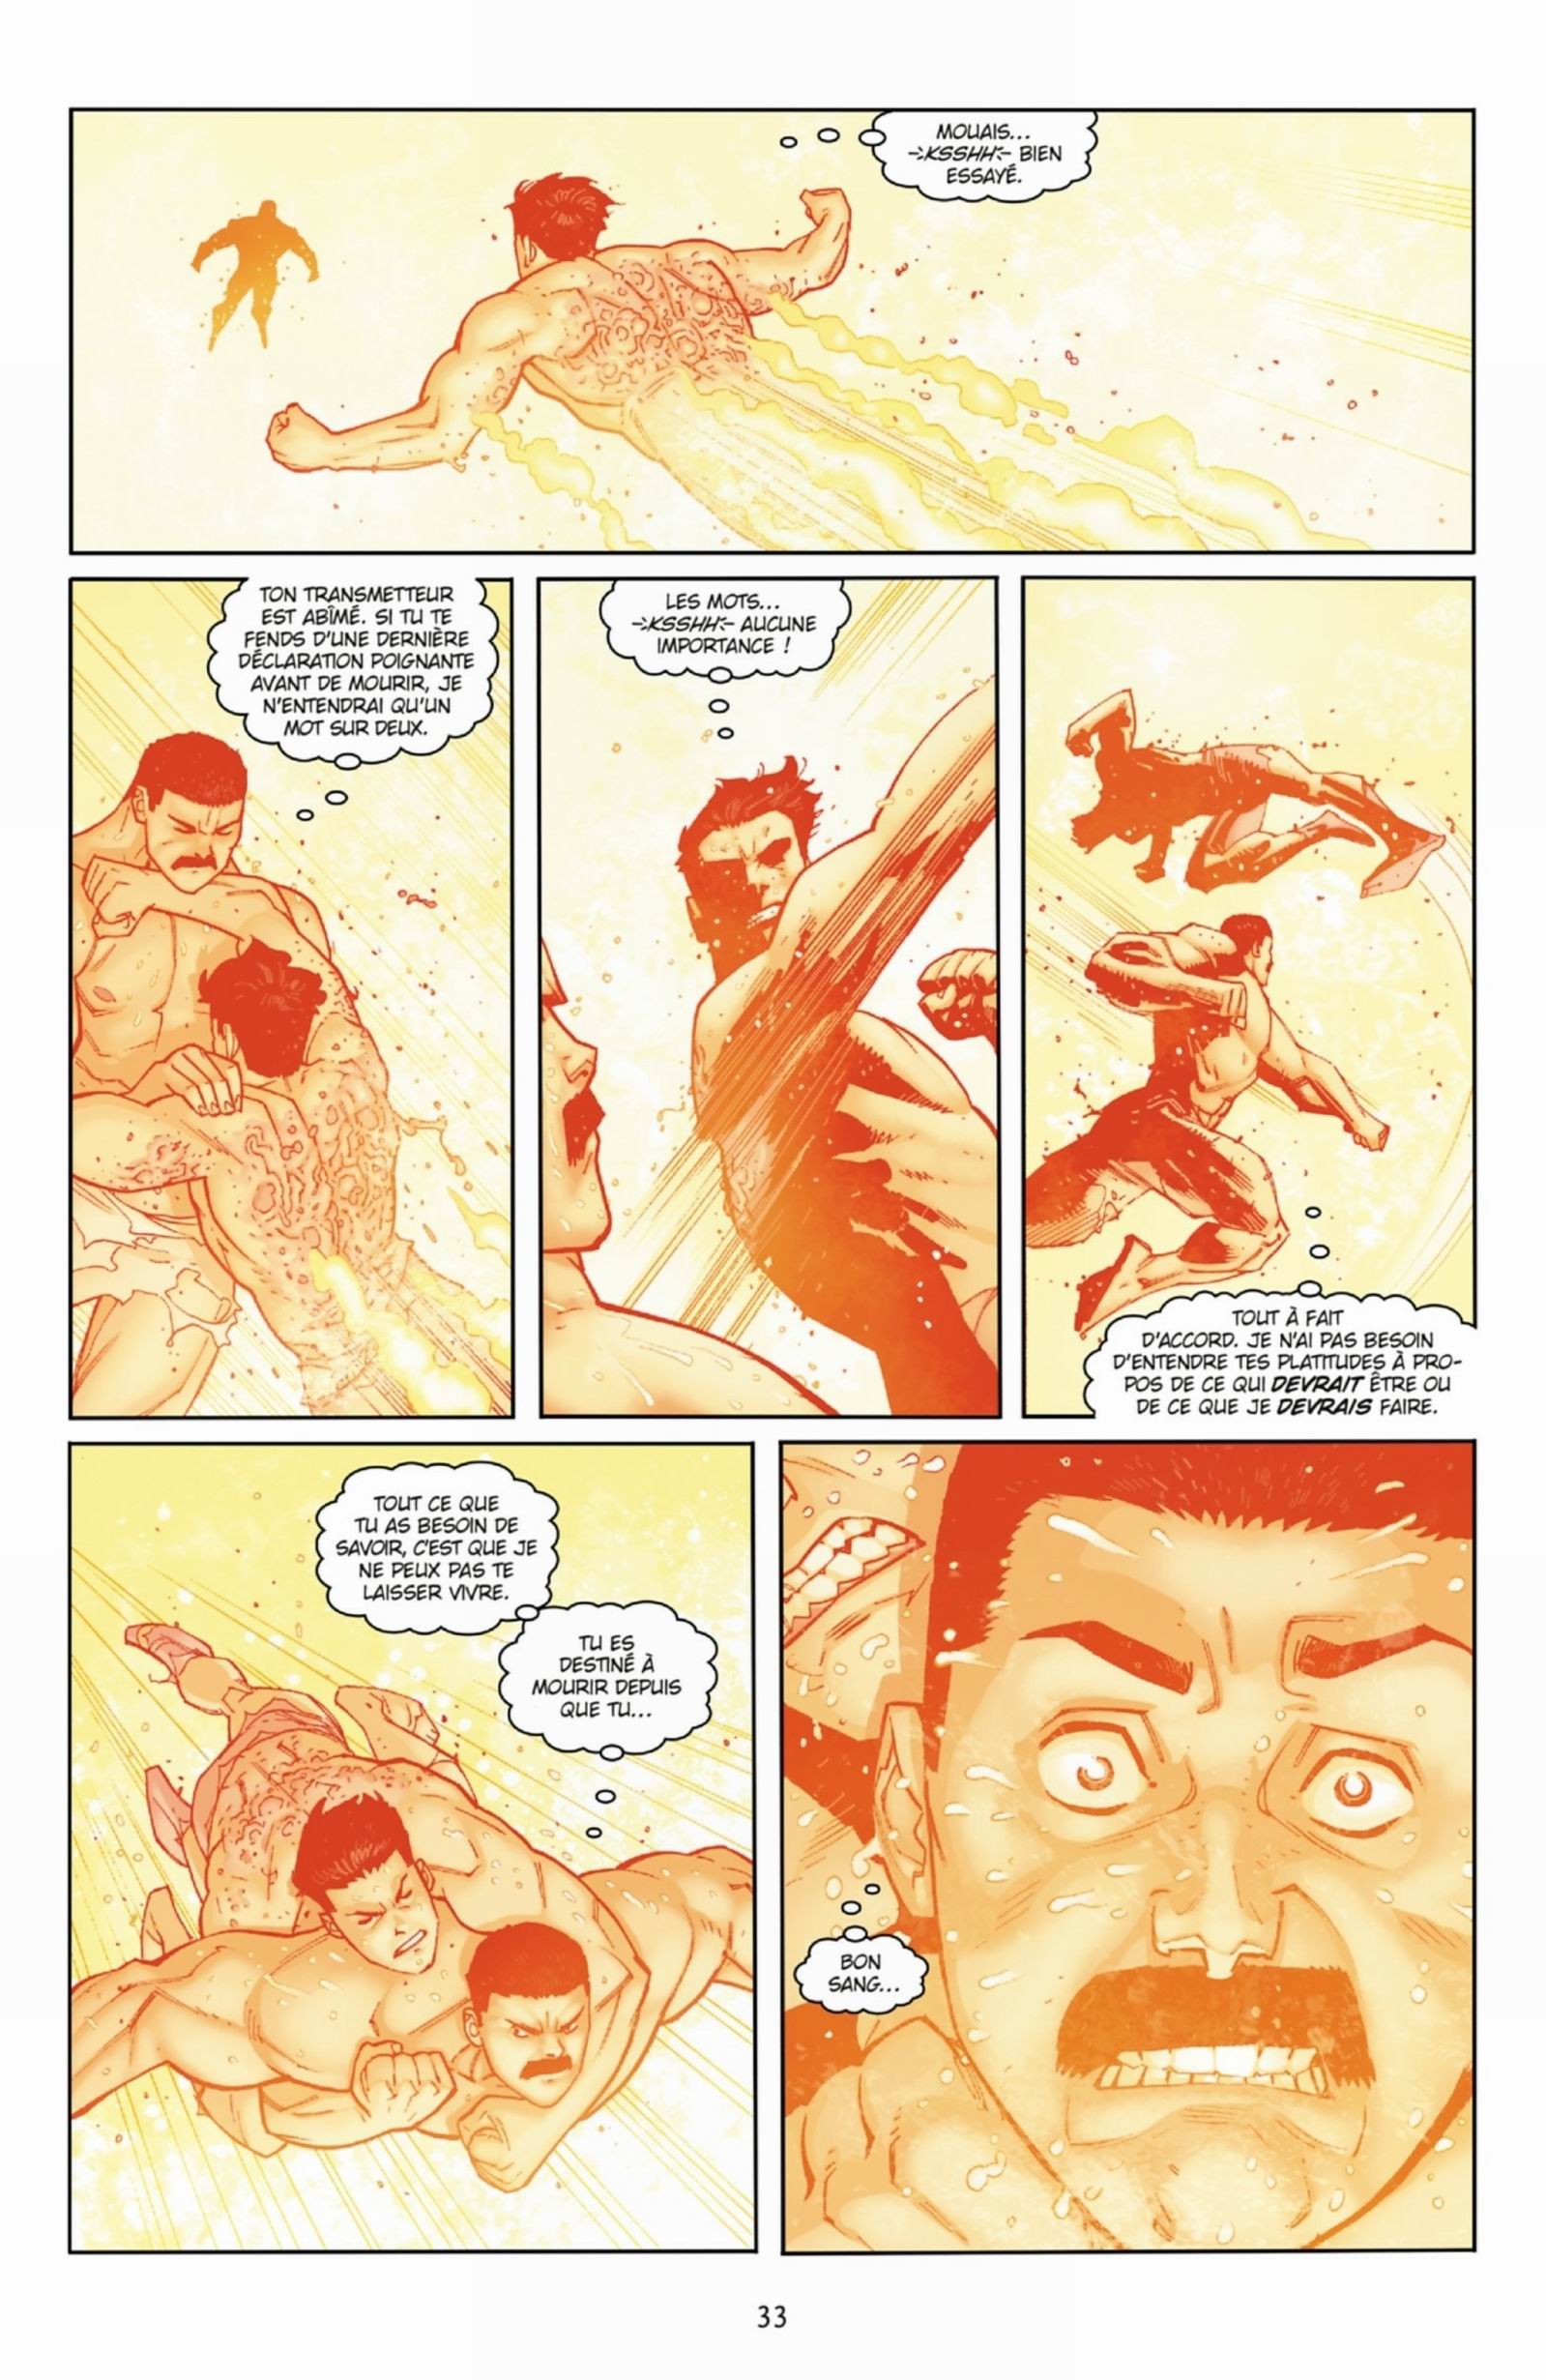 MOUAIS...
-KSSHH- BIEN
ESSAYÉ.
TON TRANSMETTEUR
EST ABÎMÉ. SI TU TE
FENDS D'UNE DERNIÈRE
DÉCLARATION POIGNANTE
AVANT DE MOURIR, JE
N'ENTENDRAI QU'UN
MOT SUR DEUX.
LES MOTS...
-KSSHH- AUCUNE
IMPORTANCE !
TOUT À FAIT
D'ACCORD. JE N'AI PAS BESOIN
D'ENTENDRE TES PLATITUDES À PRO-
POS DE CE QUI DEVRAIT ÊTRE OU
DE CE QUE JE DEVRAIS FAIRE.
TOUT CE QUE
TU AS BESOIN DE
SAVOIR, C'EST QUE JE
NE PEUX PAS TE
LAISSER VIVRE.
TU ES
DESTINÉ À
MOURIR DEPUIS
QUE TU...
BON
SANG...
33